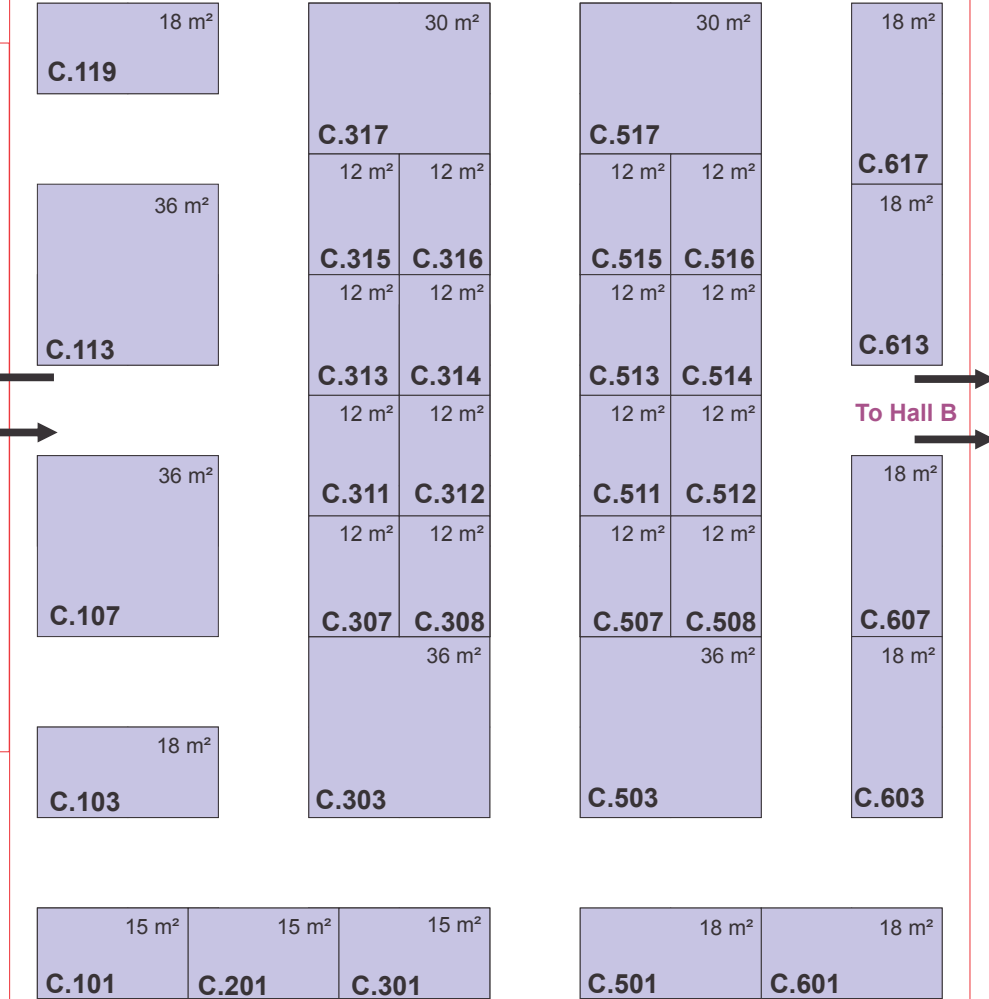 18 m²
C.119
30 m²
C.317
30 m²
C.517
18 m²
C.617
12 m² 12 m²
C.315 C.316
12 m² 12 m²
C.515 C.516
36 m²
C.113
18 m²
C.613
12 m² 12 m²
C.313 C.314
12 m² 12 m²
C.513 C.514
To Hall B
12 m² 12 m²
C.311 C.312
12 m² 12 m²
C.511 C.512
36 m²
C.107
18 m²
C.607
12 m² 12 m²
C.307 C.308
12 m² 12 m²
C.507 C.508
36 m²
C.303
36 m²
C.503
18 m²
C.603
18 m²
C.103
15 m²
C.101
15 m²
C.201
15 m²
C.301
18 m²
C.501
18 m²
C.601